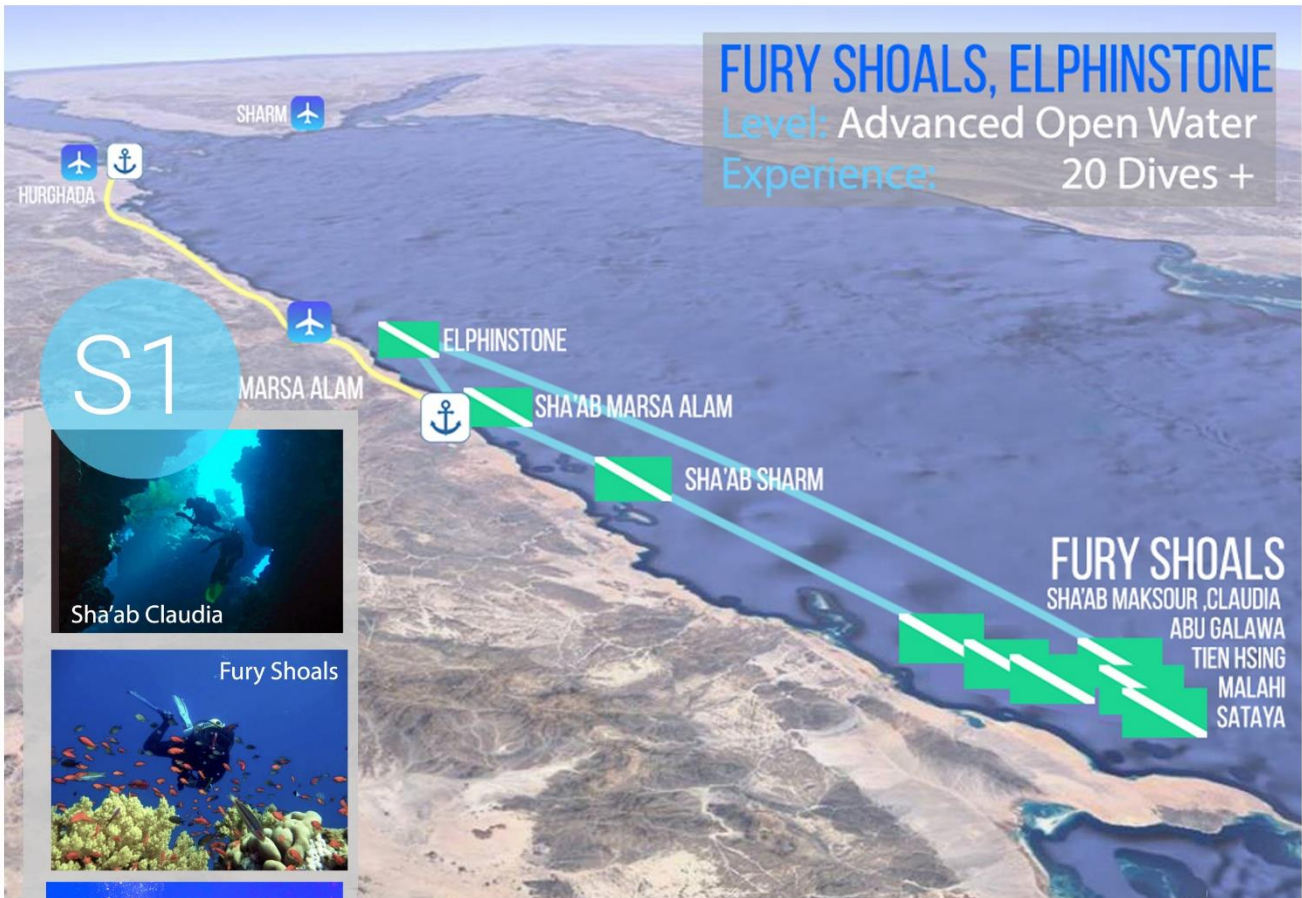 FURY SHOALS, ELPHINSTONE
Level: Advanced Open Water
Experience: 20 Dives +
SHARM
HURGHADA
S1
MARSA ALAM
ELPHINSTONE
SHA'AB MARSA ALAM
SHA'AB SHARM
FURY SHOALS
SHA'AB MAKSOUR ,CLAUDIA
ABU GALAWA
TIEN HSING
MALAHI
SATAYA
Sha'ab Claudia
Fury Shoals